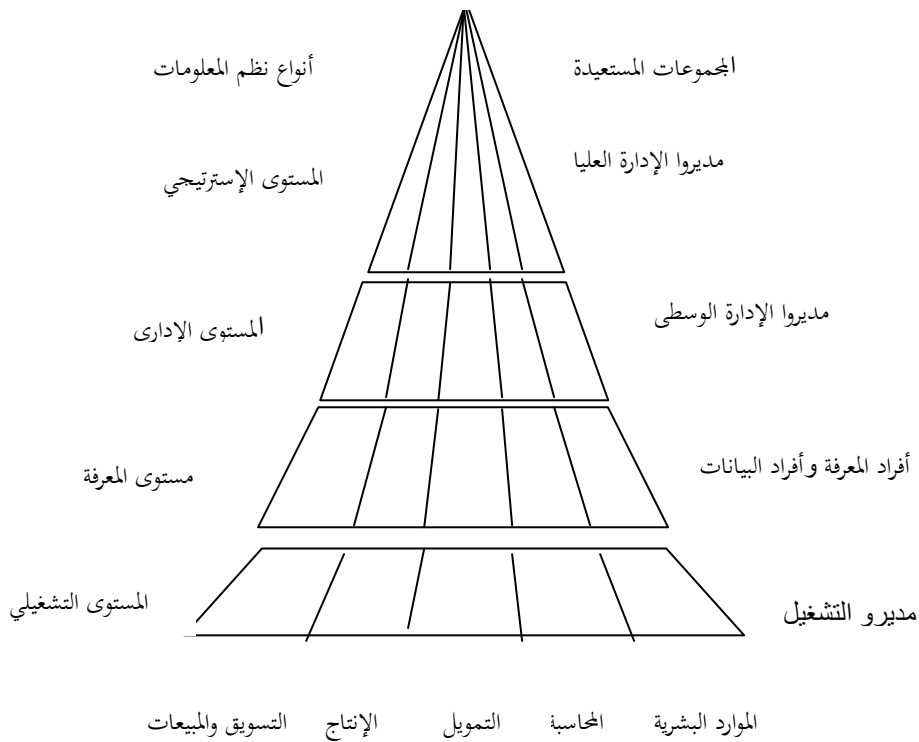 المجموعات المستعيدة
أنواع نظم المعلومات
مديروا الإدارة العليا
المستوى الإسترتيجي
مديروا الإدارة الوسطى
المستوى الإدارى
أفراد المعرفة وأفراد البيانات
مستوى المعرفة
مديرو التشغيل
المستوى التشغيلي
الموارد البشرية المحاسبة التمويل الإنتاج التسويق والمبيعات